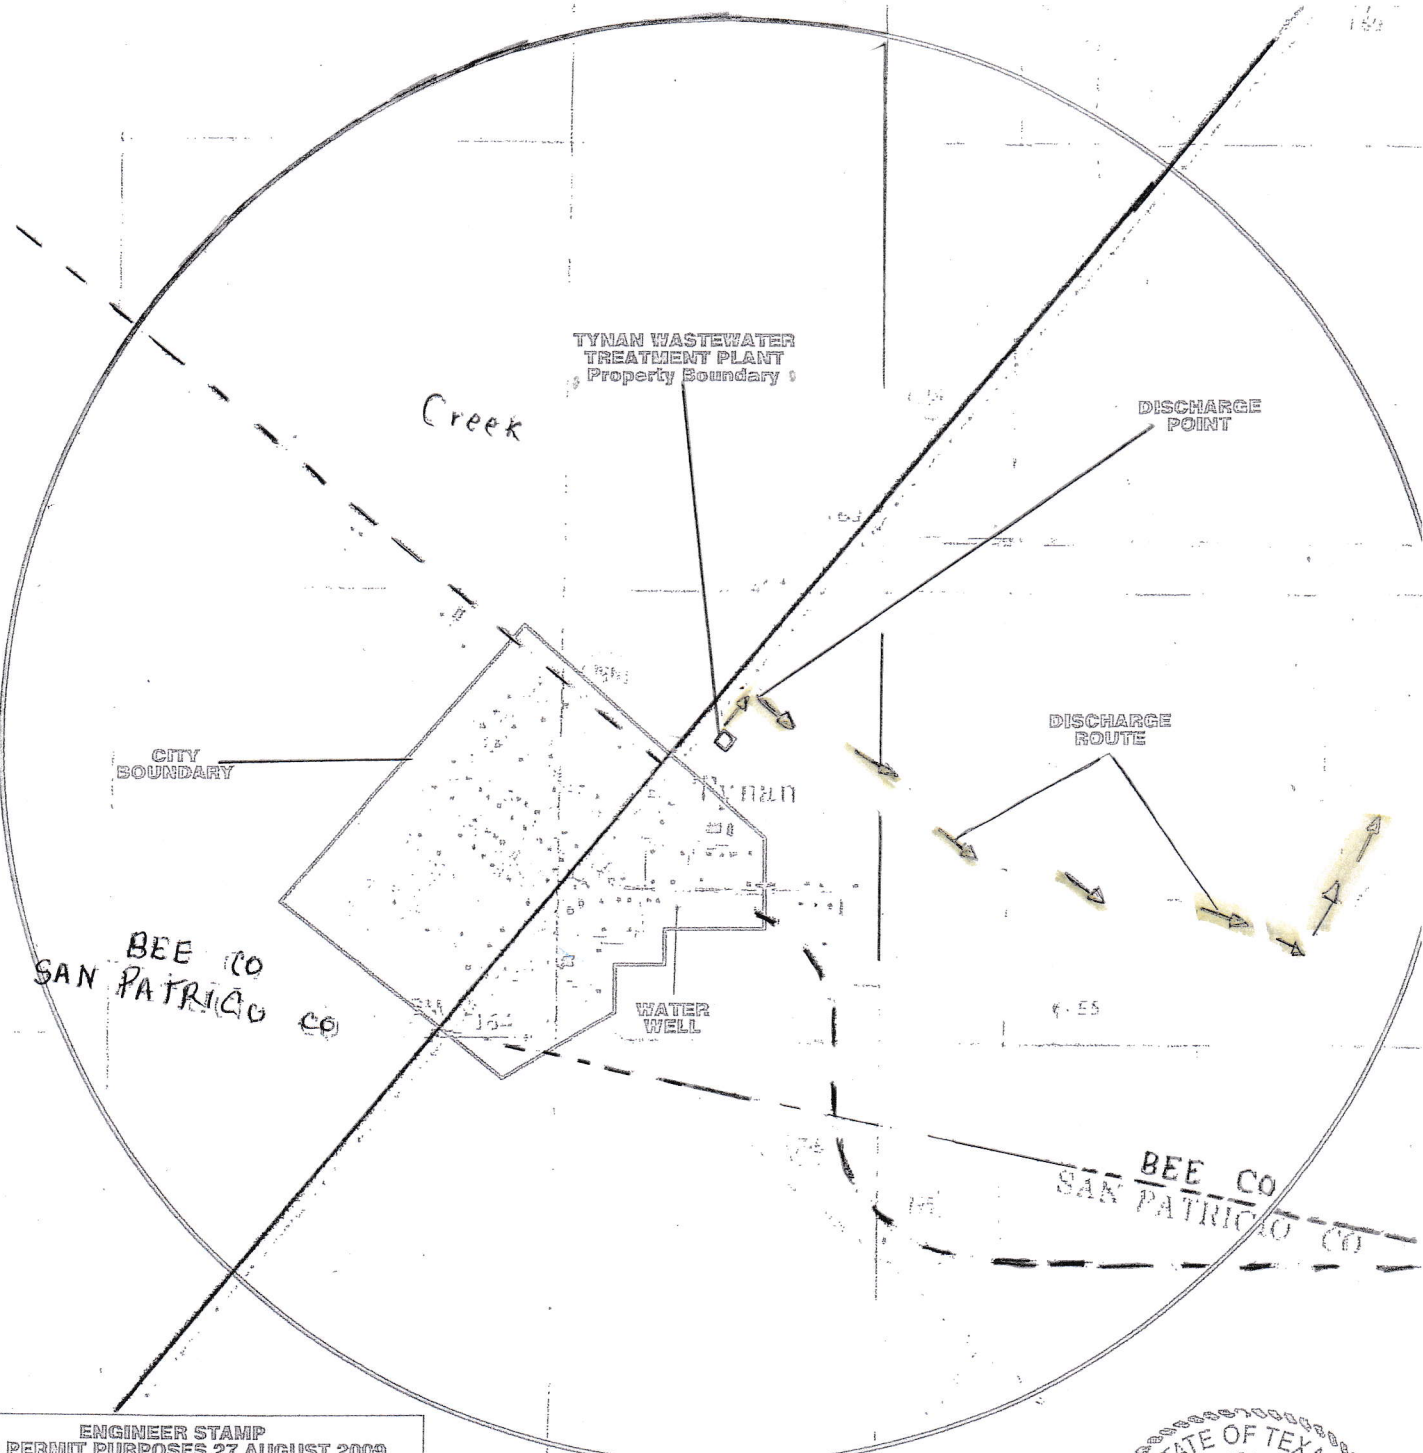 TYNAN WASTEWATER
TREATMENT PLANT
Property Boundary
Creek
DISCHARGE
POINT
DISCHARGE
ROUTE
CITY
BOUNDARY
Tynan
BEE CO
SAN PATRICIO CO
WATER
WELL
BEE CO
SAN PATRICIO CO
ENGINEER STAMP
PERMIT PURPOSES 27 AUGUST 2009
STATE OF TEXAS